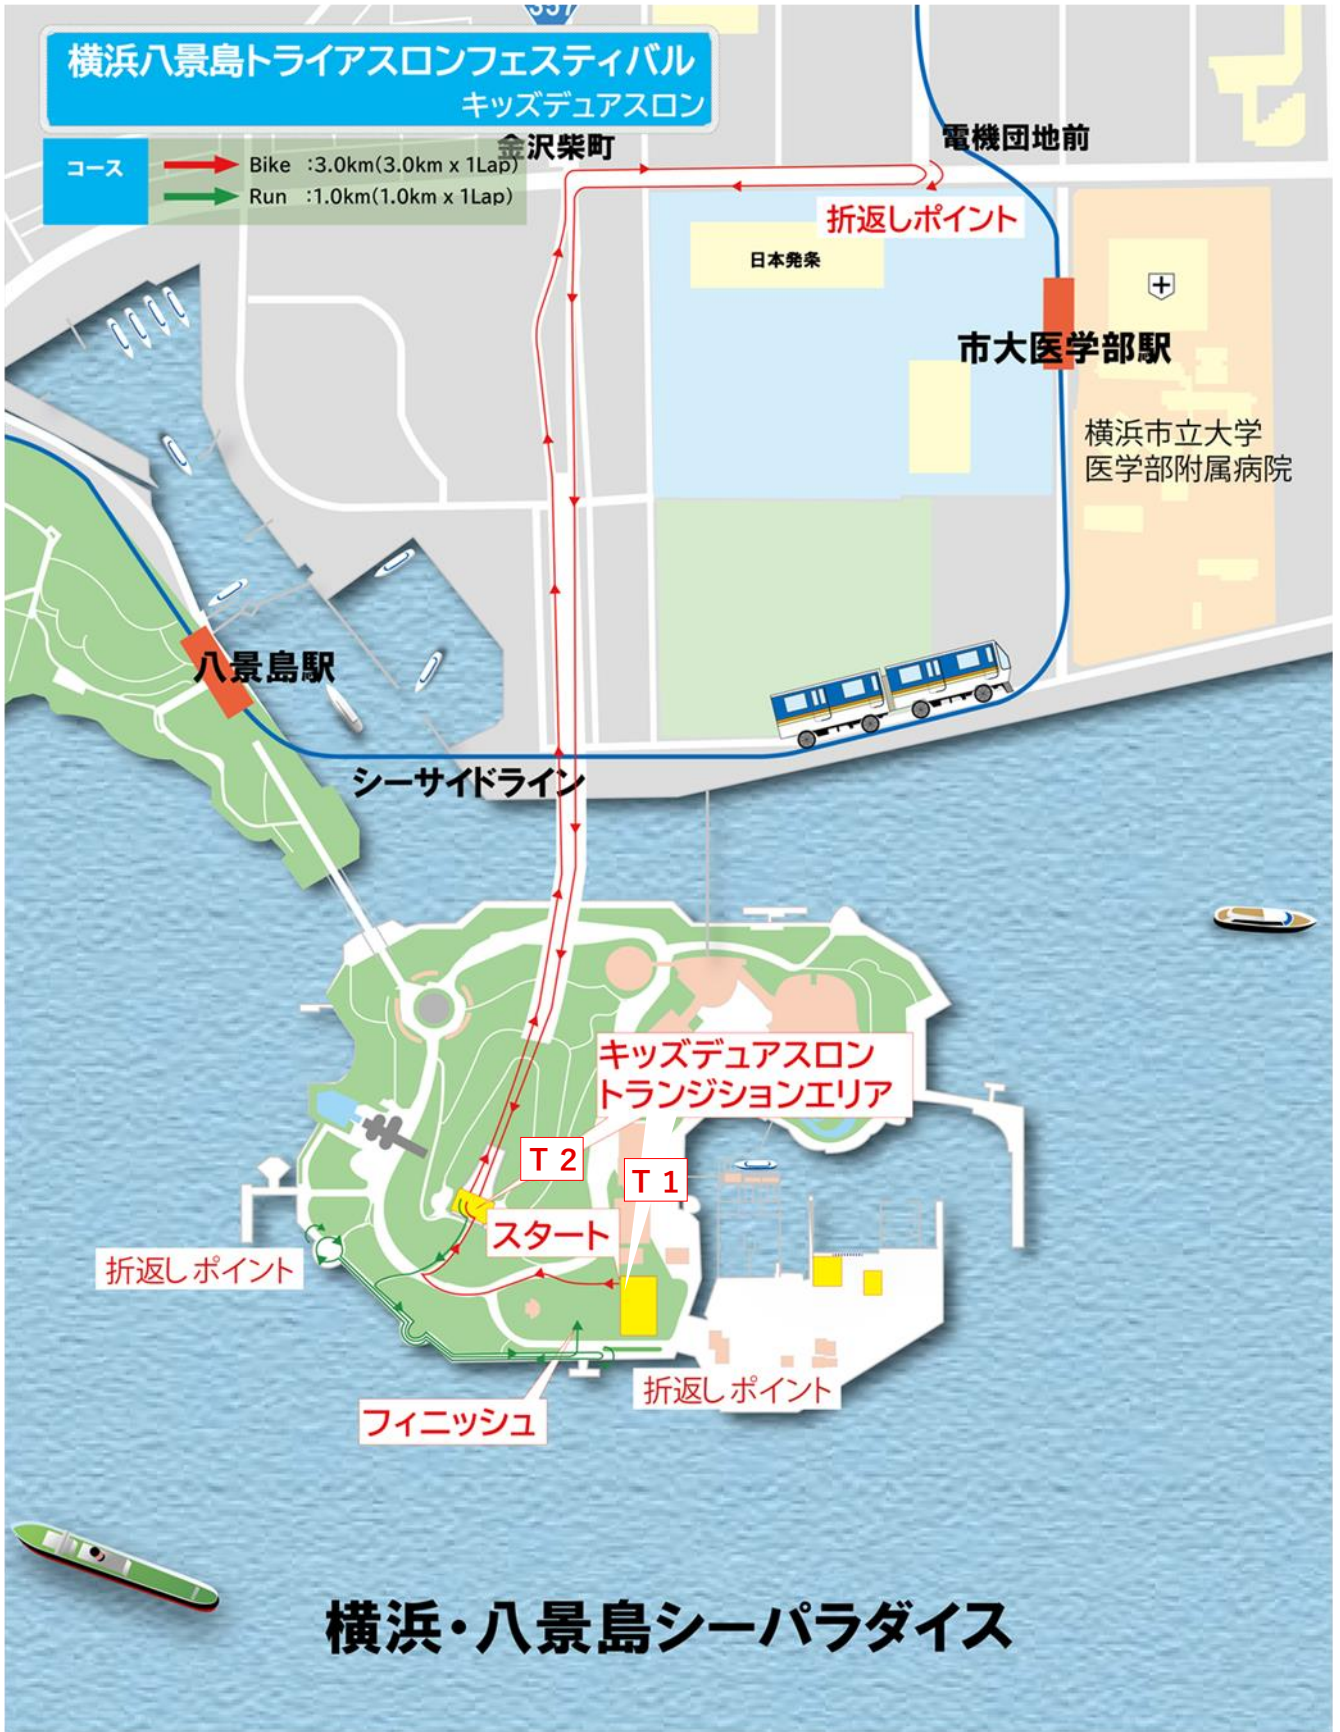 357
横浜八景島トライアスロンフェスティバル
キッズデュアスロン
コース
Bike :3.0km(3.0km x 1Lap)
Run :1.0km(1.0km x 1Lap)
金沢柴町
電機団地前
折返しポイント
日本発条
市大医学部駅
横浜市立大学
医学部附属病院
八景島駅
シーサイドライン
キッズデュアスロン
トランジションエリア
T 2
T 1
スタート
折返しポイント
折返しポイント
フィニッシュ
横浜・八景島シーパラダイス